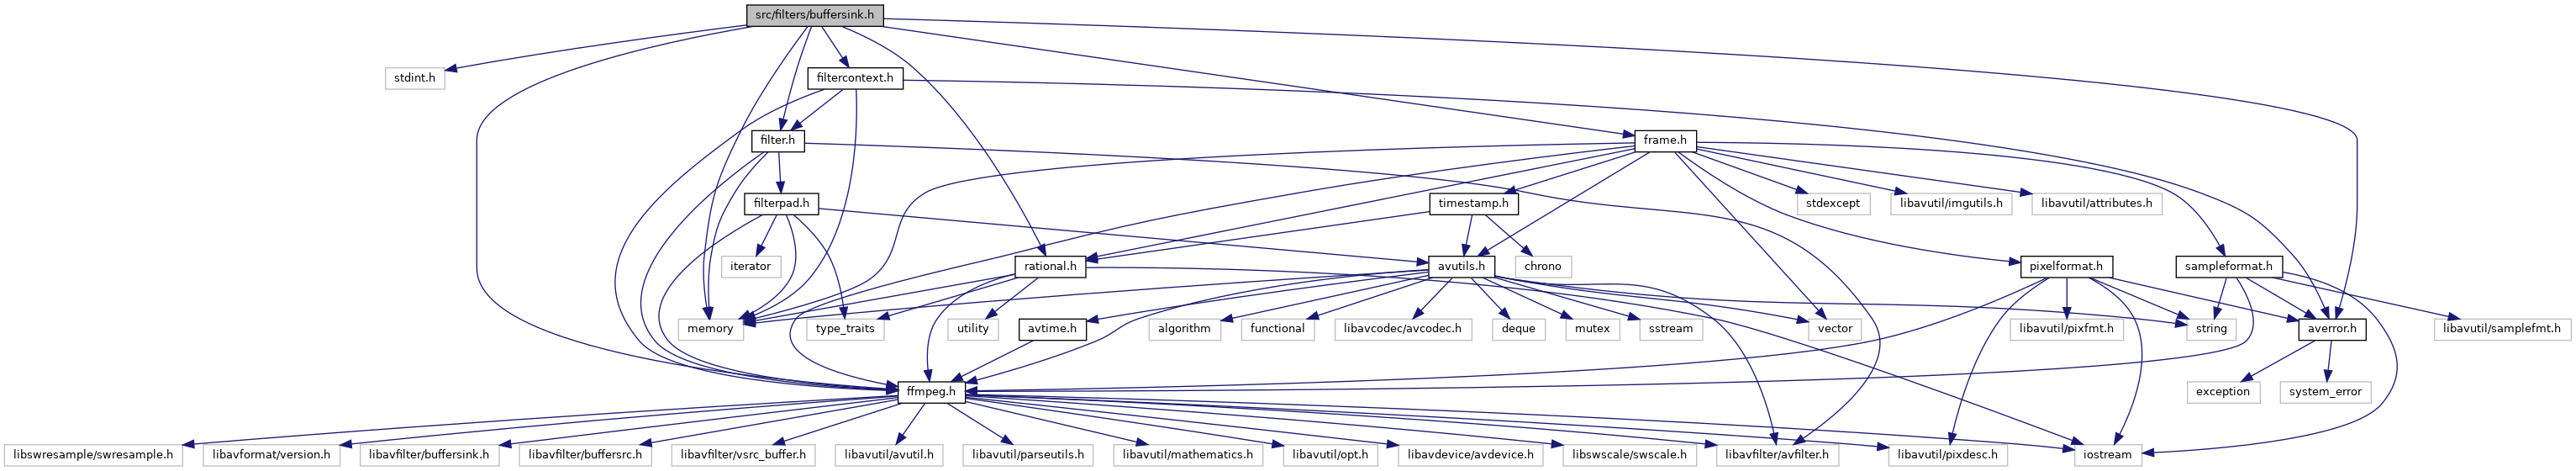 src/filters/buffersink.h
stdint.h
filtercontext.h
filter.h
frame.h
filterpad.h
timestamp.h
stdexcept
libavutil/imgutils.h
libavutil/attributes.h
iterator
rational.h
avutils.h
chrono
pixelformat.h
sampleformat.h
memory
type_traits
utility
avtime.h
algorithm
functional
libavcodec/avcodec.h
deque
mutex
sstream
vector
libavutil/pixfmt.h
string
averror.h
libavutil/samplefmt.h
ffmpeg.h
exception
system_error
libswresample/swresample.h
libavformat/version.h
libavfilter/buffersink.h
libavfilter/buffersrc.h
libavfilter/vsrc_buffer.h
libavutil/avutil.h
libavutil/parseutils.h
libavutil/mathematics.h
libavutil/opt.h
libavdevice/avdevice.h
libswscale/swscale.h
libavfilter/avfilter.h
libavutil/pixdesc.h
iostream